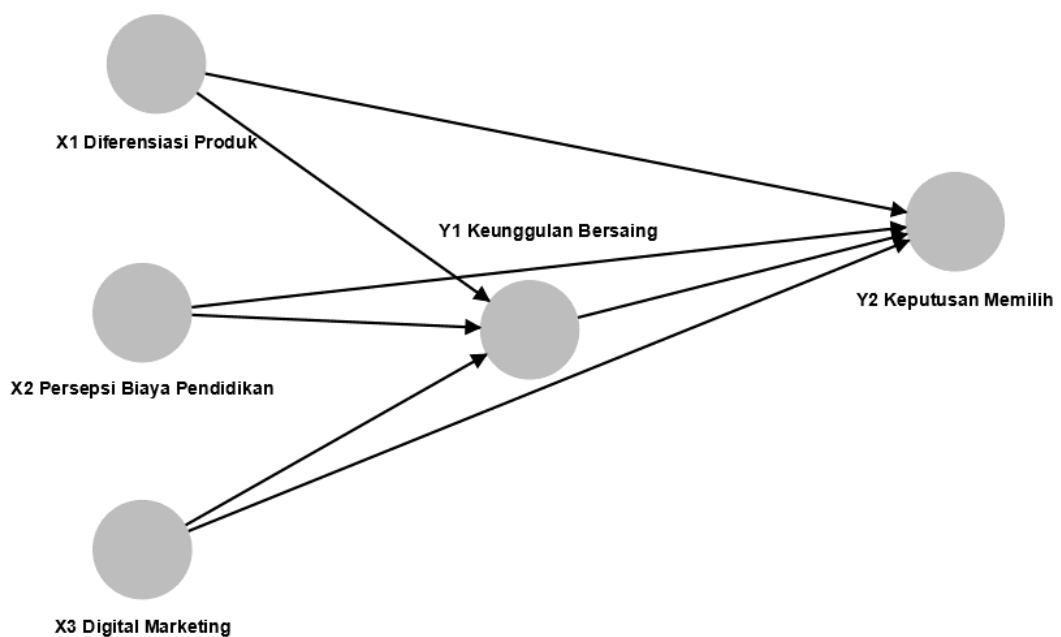 X1 Diferensiasi Produk
Y1 Keunggulan Bersaing
Y2 Keputusan Memilih
X2 Persepsi Biaya Pendidikan
X3 Digital Marketing